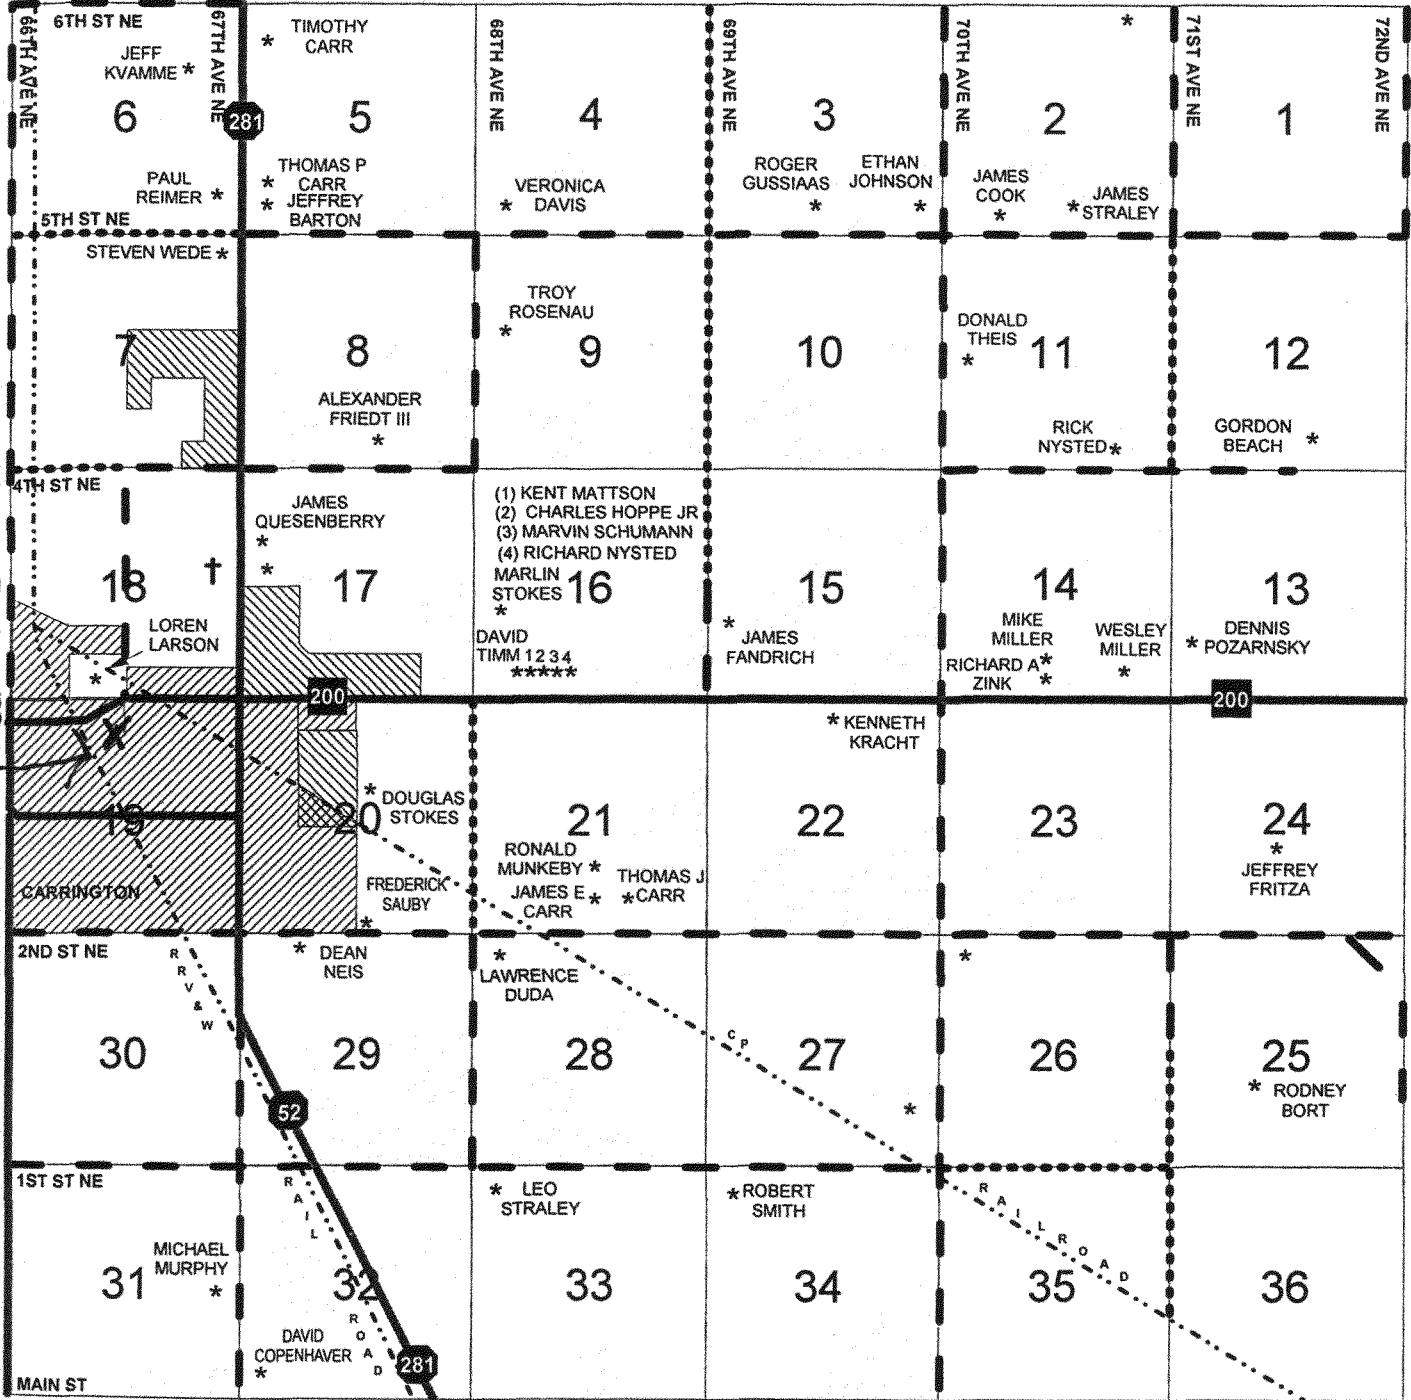 6TH ST NE
66TH AVE NE
67TH AVE NE
68TH AVE NE
69TH AVE NE
70TH AVE NE
71ST AVE NE
72ND AVE NE
JEFF
KVAMME *
6
281
* TIMOTHY
CARR
5
4
3
*
2
1
PAUL
REIMER *
* THOMAS P
CARR
* JEFFREY
BARTON
VERONICA
* DAVIS
ROGER
GUSSIAAS
*
ETHAN
JOHNSON
*
JAMES
COOK
*
* JAMES
STRALEY
5TH ST NE
STEVEN WEDE *
7
8
ALEXANDER
FRIEDT III
*
TROY
ROSENAU
*
9
10
DONALD
THEIS
*
11
RICK
NYSTED *
12
GORDON
BEACH *
4TH ST NE
18
†
LOREN
LARSON
*
JAMES
QUESENBERRY
*
*
17
(1) KENT MATTSON
(2) CHARLES HOPPE JR
(3) MARVIN SCHUMANN
(4) RICHARD NYSTED
MARLIN
STOKES
*
16
DAVID
TIMM 1 2 3 4
*****
15
* JAMES
FANDRICH
14
MIKE
MILLER *
RICHARD A
ZINK *
WESLEY
MILLER
*
13
* DENNIS
POZARNSKY
200
200
X
19
CARRINGTON
20
* DOUGLAS
STOKES
FREDERICK
SAUBY
*
21
RONALD
MUNKEBY *
JAMES E
CARR *
THOMAS J
* CARR
* KENNETH
KRACHT
22
23
24
*
JEFFREY
FRITZA
2ND ST NE
RRV&W
30
* DEAN
NEIS
29
52
*
LAWRENCE
DUDA
28
CP
27
*
*
26
25
* RODNEY
BORT
1ST ST NE
RAIL
ROAD
31
MICHAEL
MURPHY
*
32
DAVID
COPENHAVER
*
281
* LEO
STRALEY
33
* ROBERT
SMITH
34
RAILROAD
35
36
MAIN ST